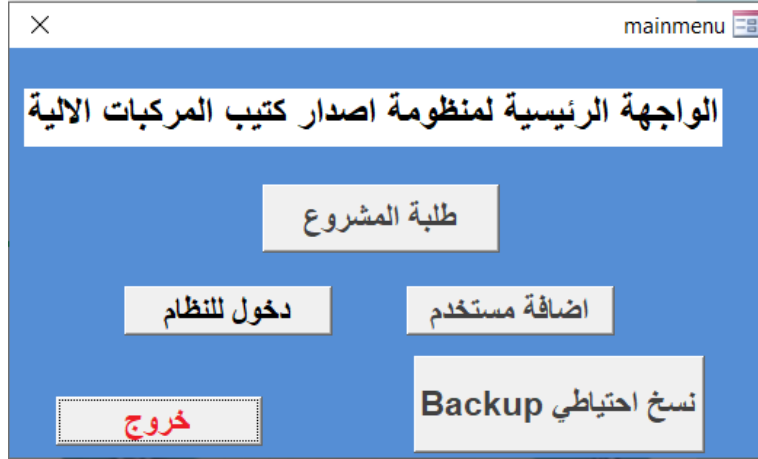 mainmenu
الواجهة الرئيسية لمنظومة اصدار كتيب المركبات الالية
طلبة المشروع
اضافة مستخدم
دخول للنظام
نسخ احتياطي Backup
خروج